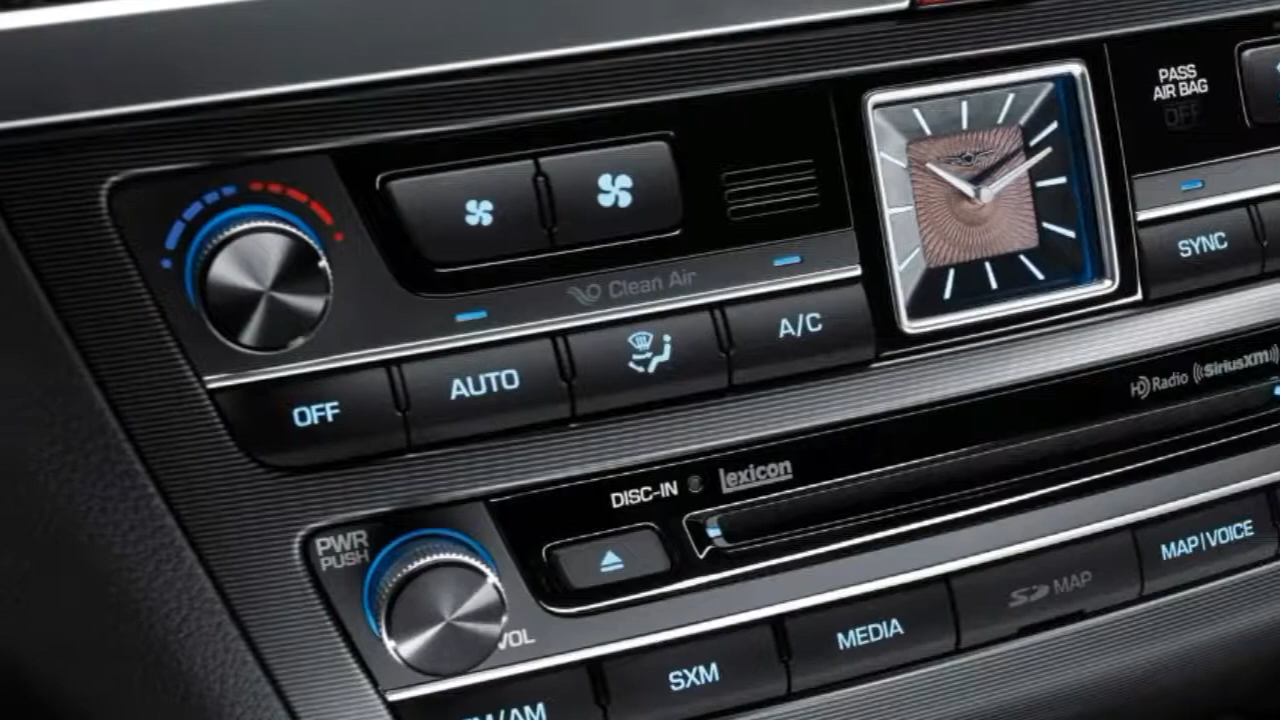 PASS
AIR BAG
OFF
SYNC
Clean Air
A/C
AUTO
OFF
HD Radio
((SiriusXM))
DISC-IN
lexicon
PWR
PUSH
VOL
MAP|VOICE
SD MAP
MEDIA
SXM
/AM